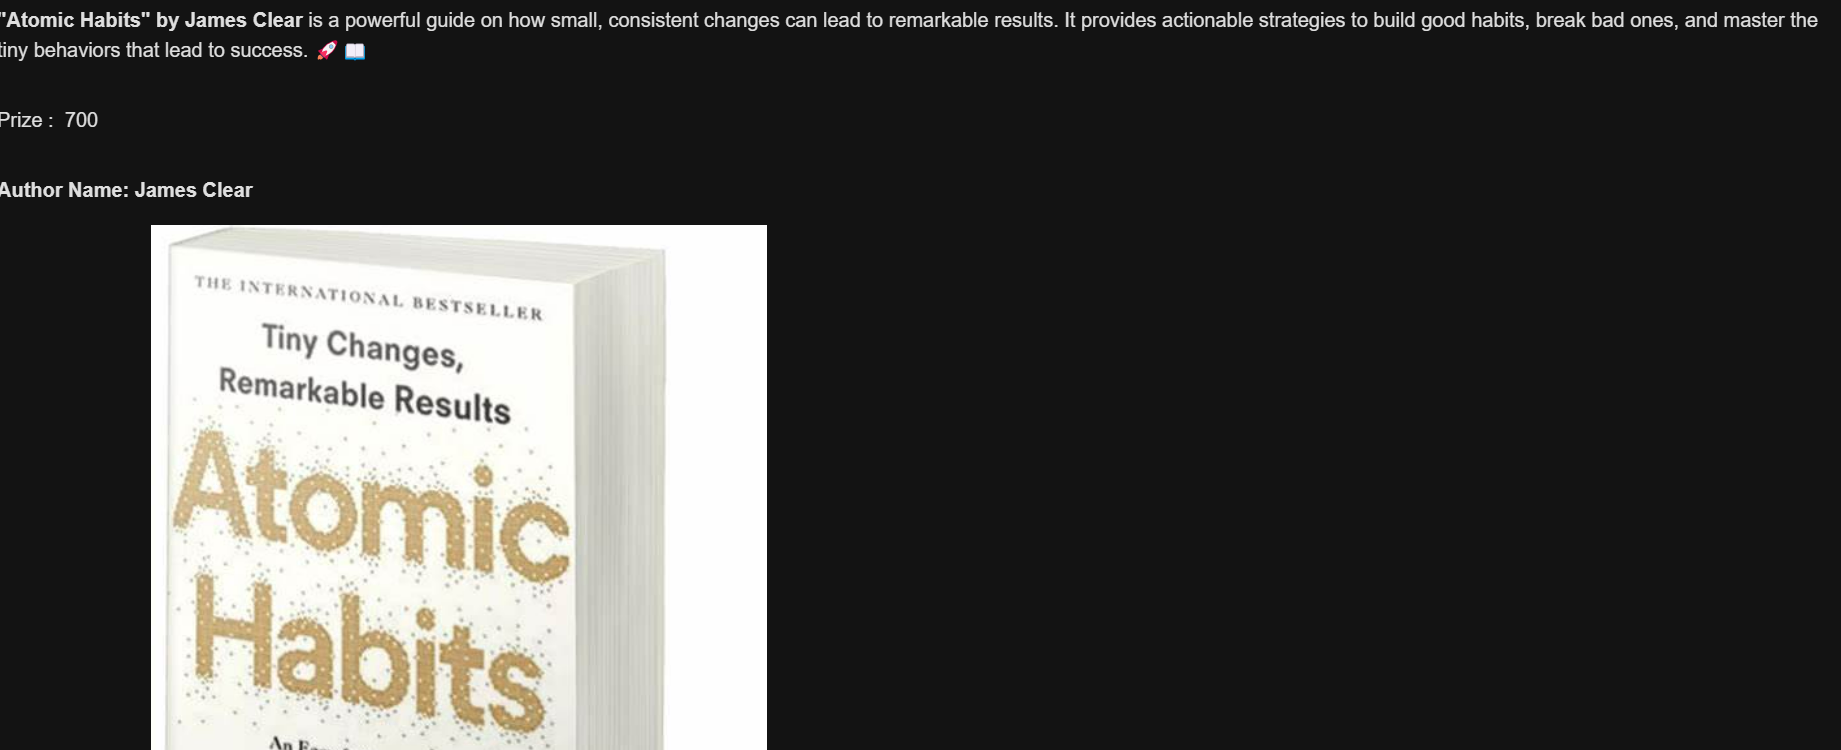 "Atomic Habits" by James Clear is a powerful guide on how small, consistent changes can lead to remarkable results. It provides actionable strategies to build good habits, break bad ones, and master the
tiny behaviors that lead to success. 🚀 📖
Prize : 700
Author Name: James Clear
THE INTERNATIONAL BESTSELLER
Tiny Changes,
Remarkable Results
Atomic
Habits
An